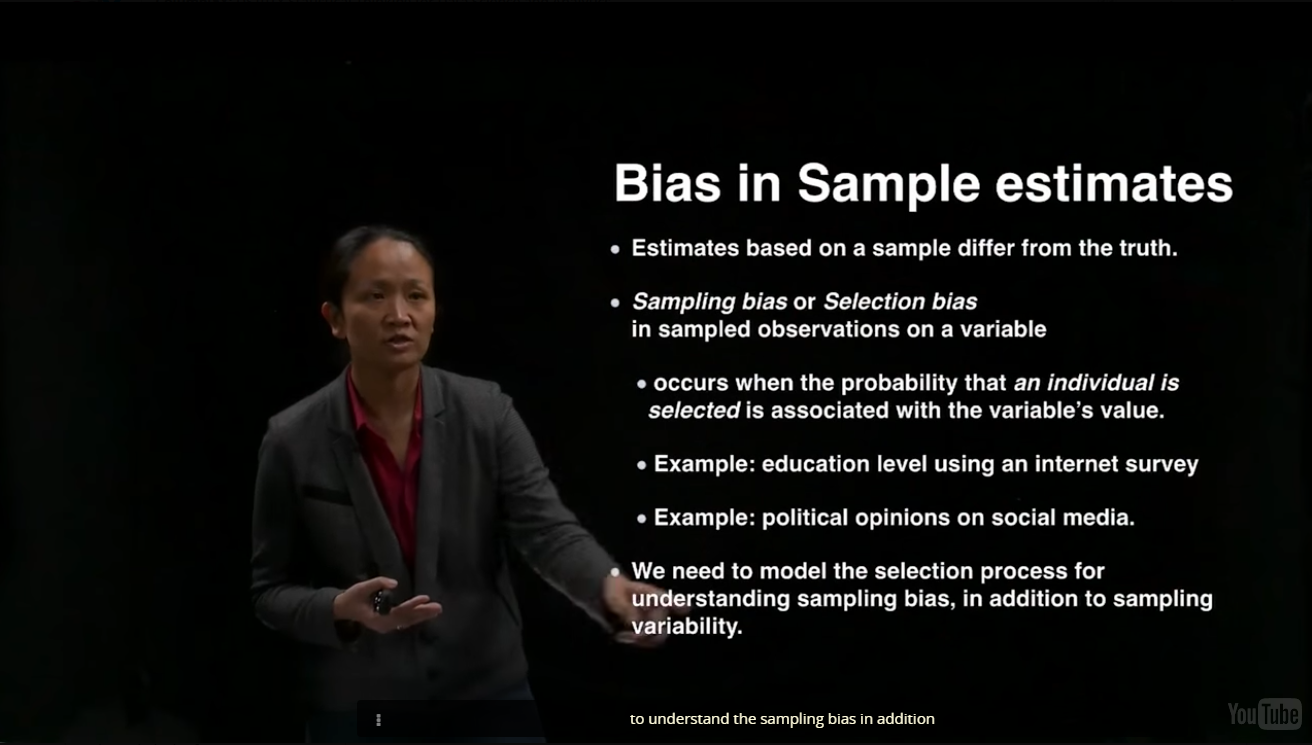 Bias in Sample estimates
• Estimates based on a sample differ from the truth.
• Sampling bias or Selection bias
in sampled observations on a variable
• occurs when the probability that an individual is
selected is associated with the variable's value.
• Example: education level using an internet survey
• Example: political opinions on social media.
• We need to model the selection process for
understanding sampling bias, in addition to sampling
variability.
to understand the sampling bias in addition
YouTube